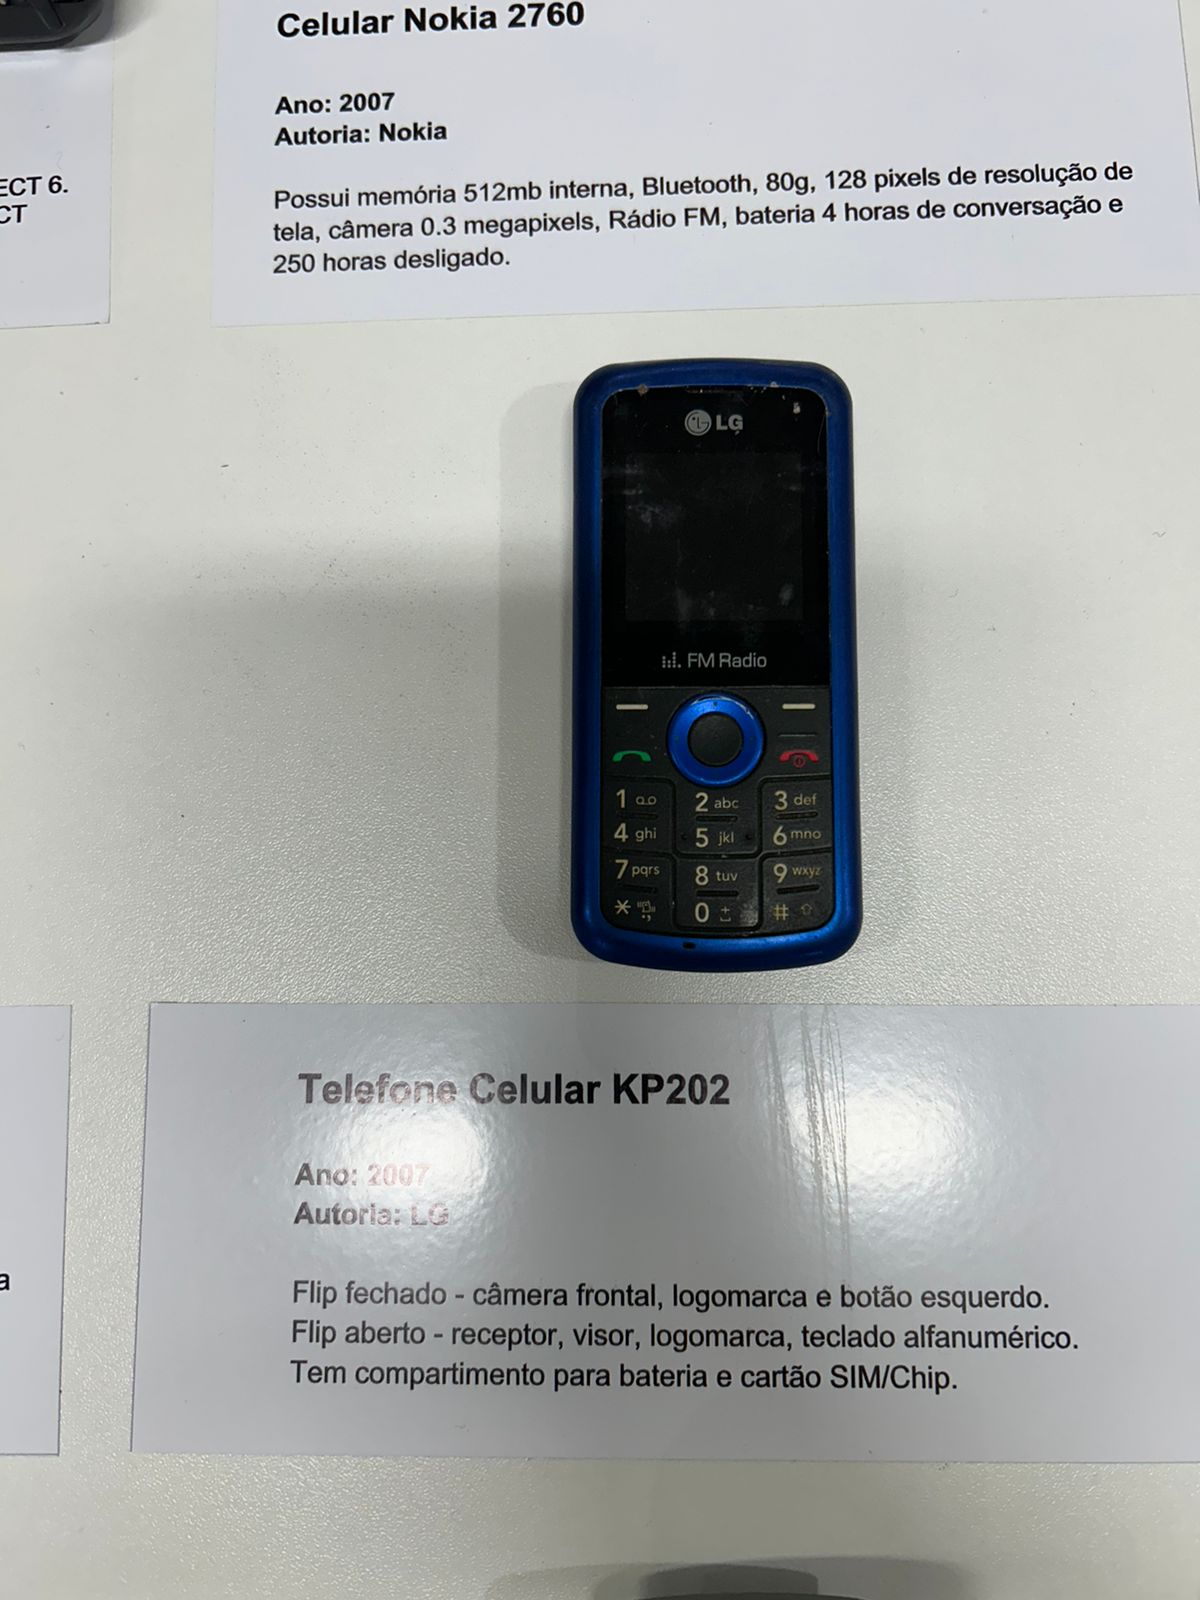 Celular Nokia 2760
Ano: 2007
Autoria: Nokia
Possui memória 512mb interna, Bluetooth, 80g, 128 pixels de resolução de
tela, câmera 0.3 megapixels, Rádio FM, bateria 4 horas de conversação e
250 horas desligado.
ECT 6.
CT
LG
FM Radio
1
2 abc
3 def
4 ghi
5 jkl
6 mno
7 pqrs
8 tuv
9 wxyz
*
0 +
#
a
Telefone Celular KP202
Ano: 2007
Autoria: LG
Flip fechado - câmera frontal, logomarca e botão esquerdo.
Flip aberto - receptor, visor, logomarca, teclado alfanumérico.
Tem compartimento para bateria e cartão SIM/Chip.